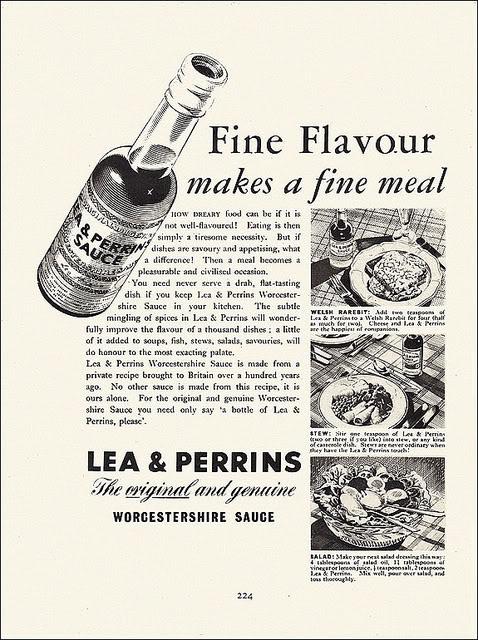 Fine Flavour
makes a fine meal
A & PERRIN
SAUCE
HOW DREARY food can be if it is
not well-flavoured! Eating is then
simply a tiresome necessity. But if
dishes are savoury and appetising, what
a difference! Then a meal becomes a
pleasurable and civilised occasion.
You need never serve a drab, flat-tasting
dish if you keep Lea & Perrins Worcester-
shire Sauce in your kitchen. The subtle
mingling of spices in Lea & Perrins will wonder-
fully improve the flavour of a thousand dishes; a little
of it added to soups, fish, stews, salads, savouries, will
do honour to the most exacting palate.
Lea & Perrins Worcestershire Sauce is made from a
private recipe brought to Britain over a hundred years
ago. No other sauce is made from this recipe, it is
ours alone. For the original and genuine Worcester-
shire Sauce you need only say 'a bottle of Lea &
Perrins, please'.
LEA & PERRINS
The original and genuine
WORCESTERSHIRE SAUCE
WELSH RAREBIT: Add two teaspoons of
Lea & Perrins to a Welsh Rarebit for four (half
as much for two). Cheese and Lea & Perrins
are the happiest of companions.
STEW: Stir one teaspoon of Lea & Perrins
(two or three if you like) into stew, or any kind
of casserole dish. Stews are never ordinary when
they have the Lea & Perrins touch!
SALAD: Make your next salad dressing this way:
4 tablespoons of salad oil, 1½ tablespoons of
vinegar or lemon juice, ½ teaspoon salt, 2 teaspoons
Lea & Perrins. Mix well, pour over salad, and
toss thoroughly.
224